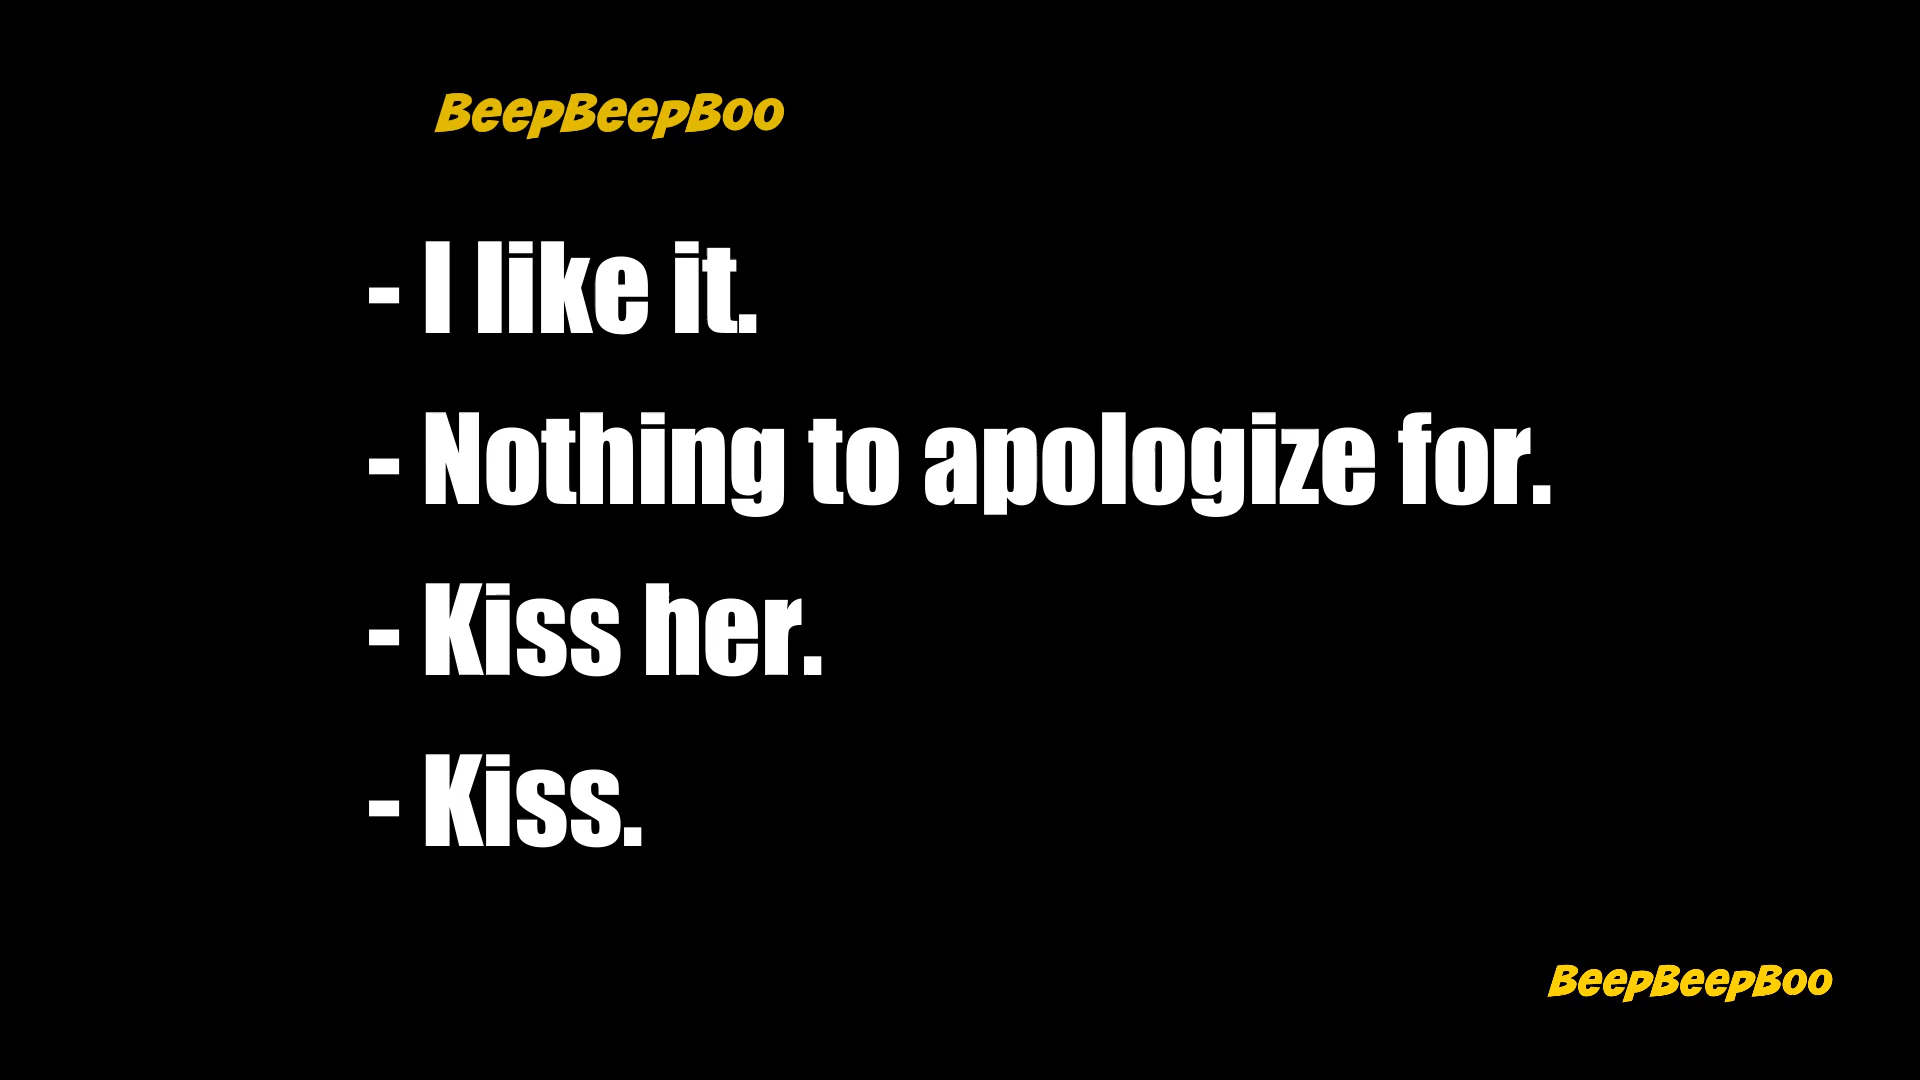 BeepBeepBoo
- I like it.
- Nothing to apologize for.
- Kiss her.
- Kiss.
BeepBeepBoo